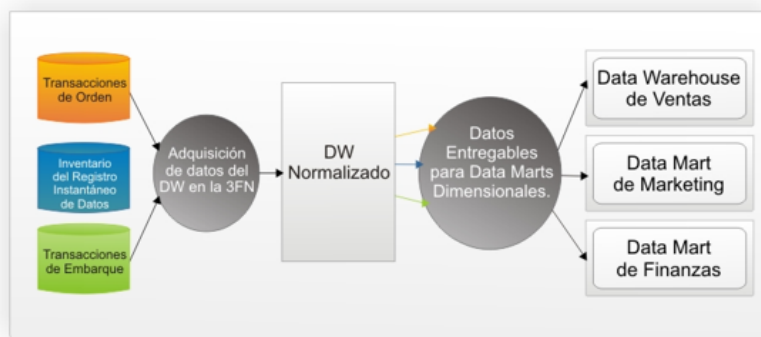 Transacciones
de Orden
Inventario
del Registro
Instantáneo
de Datos
Transacciones
de Embarque
Adquisición
de datos del
DW en la 3FN
DW
Normalizado
Datos
Entregables
para Data Marts
Dimensionales.
Data Warehouse
de Ventas
Data Mart
de Marketing
Data Mart
de Finanzas